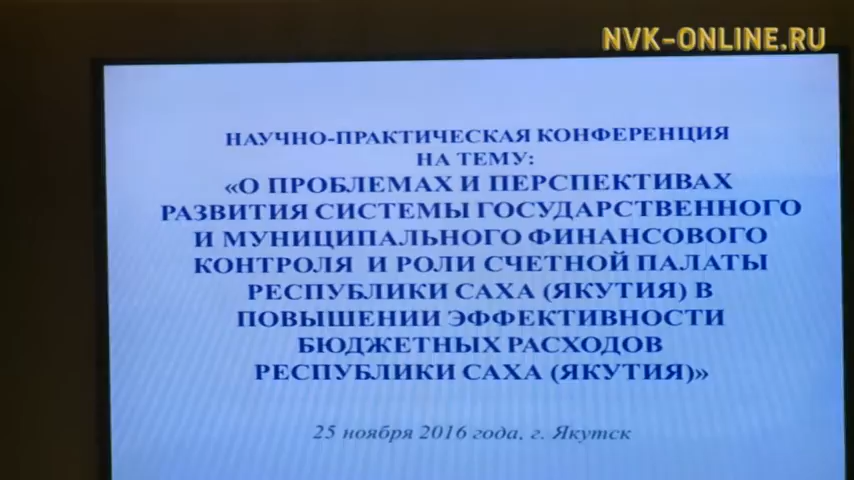 NVK-ONLINE.RU
НАУЧНО-ПРАКТИЧЕСКАЯ КОНФЕРЕНЦИЯ
НА ТЕМУ:
«О ПРОБЛЕМАХ И ПЕРСПЕКТИВАХ
РАЗВИТИЯ СИСТЕМЫ ГОСУДАРСТВЕННОГО
И МУНИЦИПАЛЬНОГО ФИНАНСОВОГО
КОНТРОЛЯ И РОЛИ СЧЕТНОЙ ПАЛАТЫ
РЕСПУБЛИКИ САХА (ЯКУТИЯ) В
ПОВЫШЕНИИ ЭФФЕКТИВНОСТИ
БЮДЖЕТНЫХ РАСХОДОВ
РЕСПУБЛИКИ САХА (ЯКУТИЯ)»
25 ноября 2016 года, г. Якутск